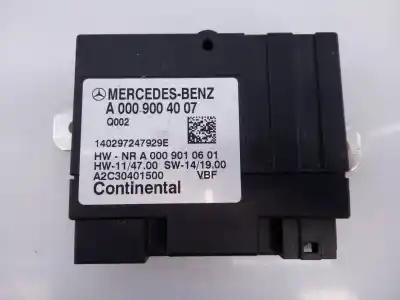 MERCEDES-BENZ
A 000 900 40 07
Q002
140297247929E
HW - NR A 000 901 06 01
HW-11/47.00 SW-14/19.00
A2C30401500 VBF
Continental